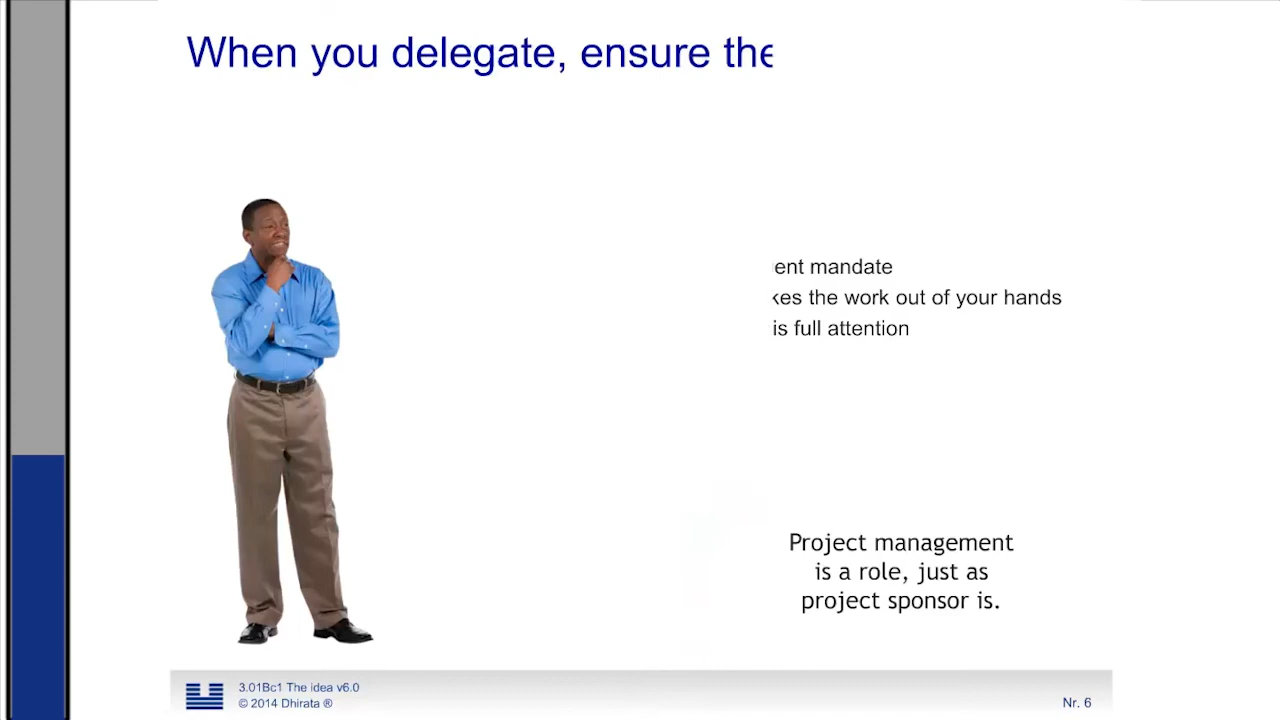 When you delegate, ensure the
ent mandate
kes the work out of your hands
is full attention
Project management
is a role, just as
project sponsor is.
3.01Bc1 The idea v6.0
© 2014 Dhirata ®
Nr. 6